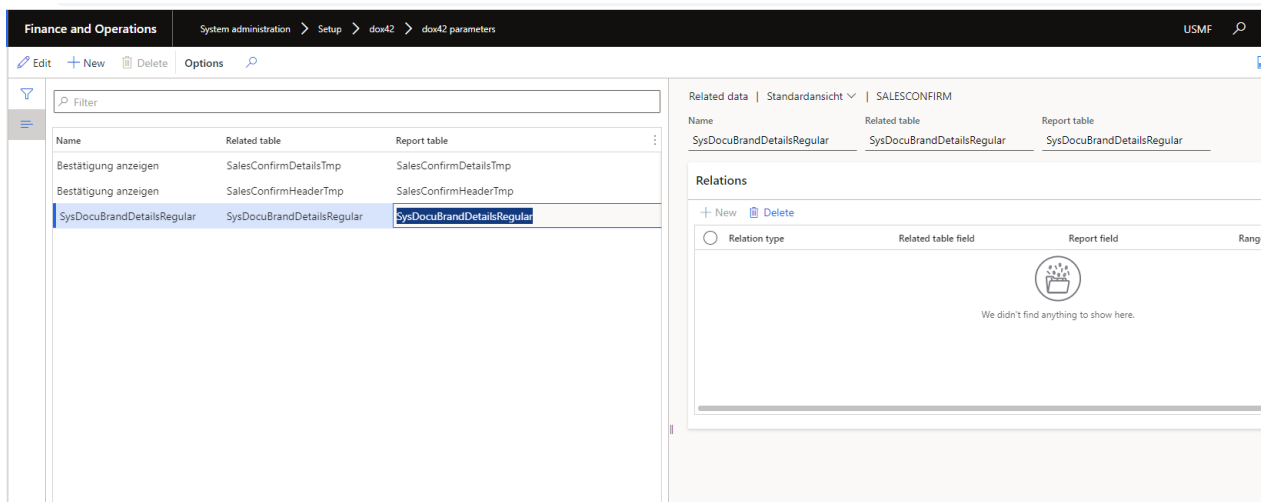 Finance and Operations System administration > Setup > dox42 > dox42 parameters USMF
Edit + New Delete Options
Filter
Name Related table Report table
Bestätigung anzeigen SalesConfirmDetailsTmp SalesConfirmDetailsTmp
Bestätigung anzeigen SalesConfirmHeaderTmp SalesConfirmHeaderTmp
SysDocuBrandDetailsRegular SysDocuBrandDetailsRegular SysDocuBrandDetailsRegular
Related data | Standardansicht | SALESCONFIRM
Name Related table Report table
SysDocuBrandDetailsRegular SysDocuBrandDetailsRegular SysDocuBrandDetailsRegular
Relations
+ New Delete
Relation type Related table field Report field Rang
We didn't find anything to show here.